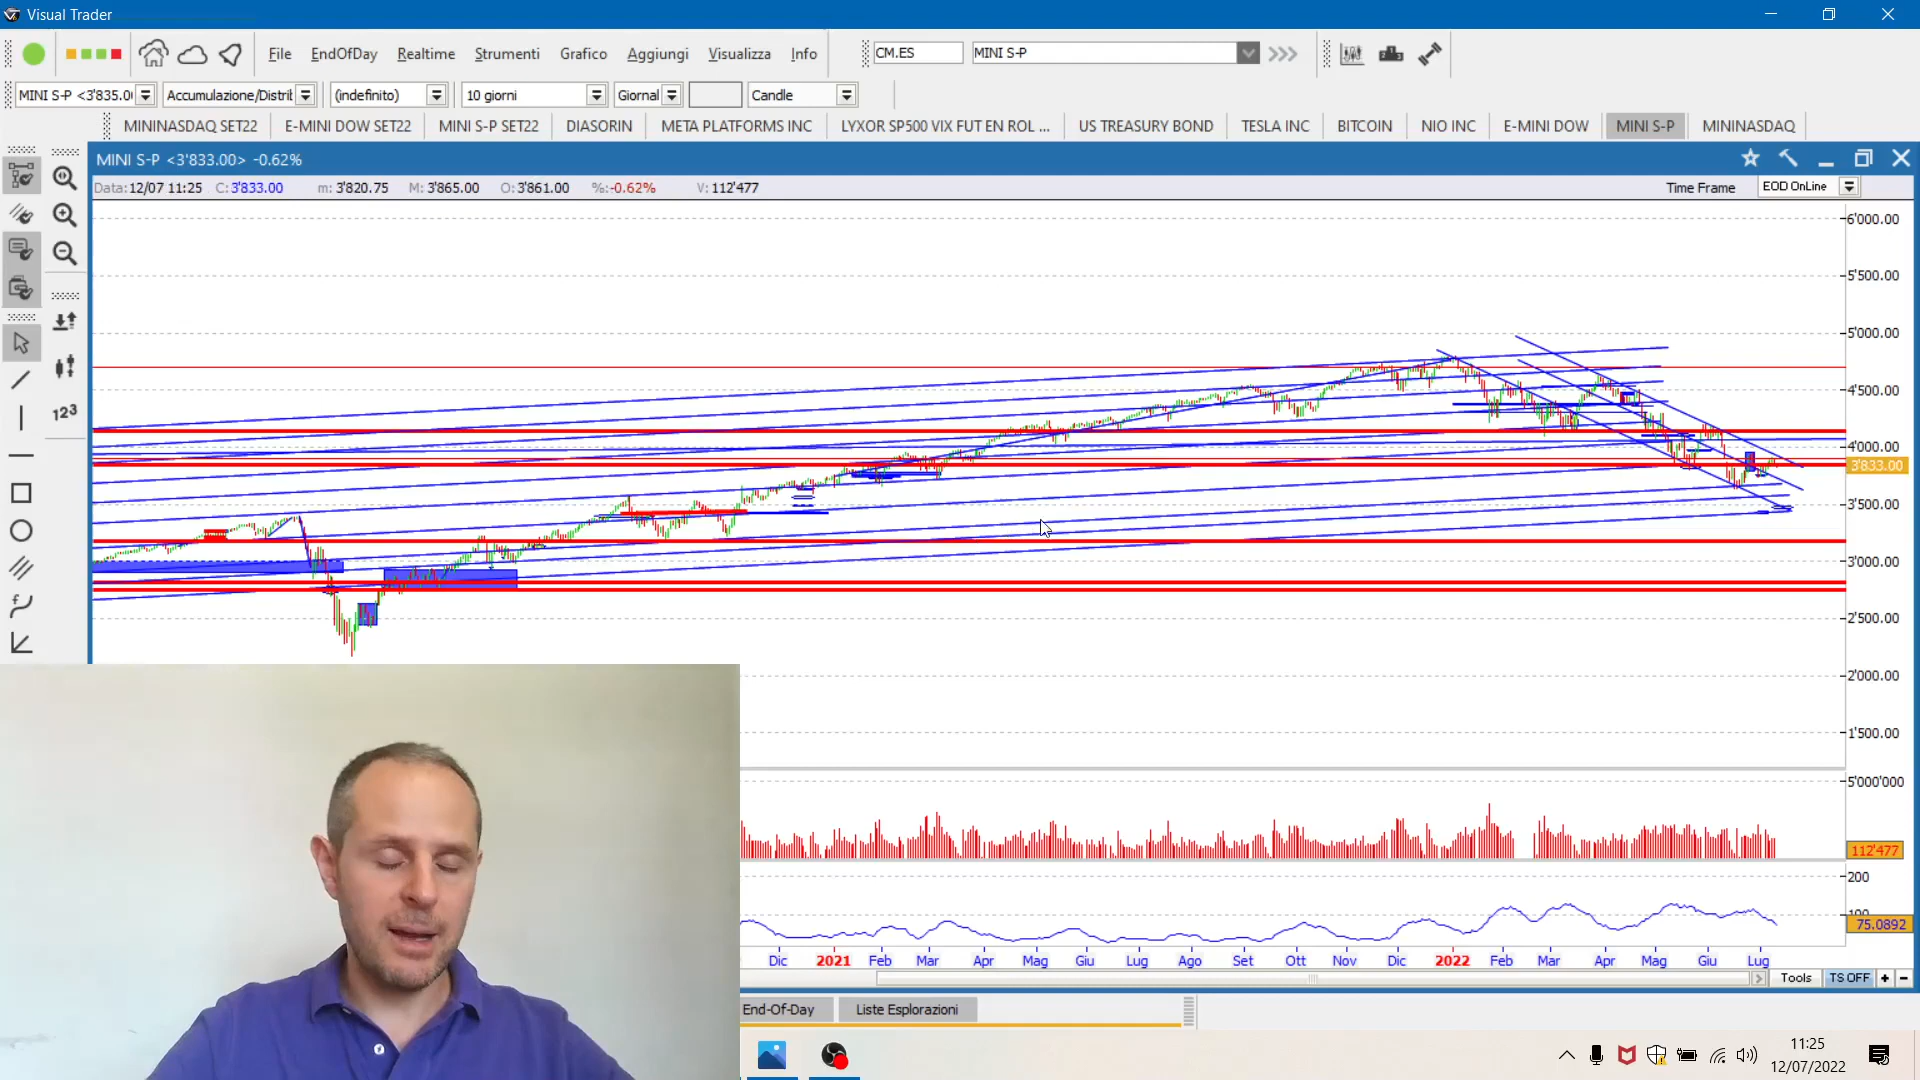 Visual Trader
File EndOfDay Realtime Strumenti Grafico Aggiungi Visualizza Info
CM.ES MINI S-P
MINI S-P <3'835.0 Accumulazione/Distrib (indefinito) 10 giorni Giornal Candle
MININASDAQ SET22 E-MINI DOW SET22 MINI S-P SET22 DIASORIN META PLATFORMS INC LYXOR SP500 VIX FUT EN ROL ... US TREASURY BOND TESLA INC BITCOIN NIO INC E-MINI DOW MINI S-P MININASDAQ
MINI S-P <3'833.00> -0.62%
Data: 12/07 11:25 C: 3'833.00 m: 3'820.75 M: 3'865.00 O: 3'861.00 %: -0.62% V: 112'477 Time Frame EOD OnLine
6'000.00
5'500.00
5'000.00
4'500.00
4'000.00
3'833.00
3'500.00
3'000.00
2'500.00
2'000.00
1'500.00
123
5'000'000
112'477
200
100
75.0892
Dic 2021 Feb Mar Apr Mag Giu Lug Ago Set Ott Nov Dic 2022 Feb Mar Apr Mag Giu Lug
Tools TS OFF + −
End-Of-Day Liste Esplorazioni
11:25
12/07/2022